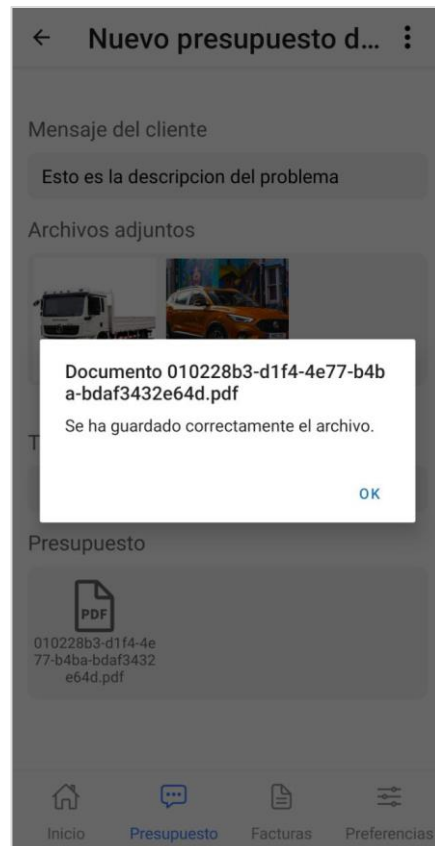 Nuevo presupuesto d...
Mensaje del cliente
Esto es la descripcion del problema
Archivos adjuntos
Documento 010228b3-d1f4-4e77-b4b
a-bdaf3432e64d.pdf
Se ha guardado correctamente el archivo.
T
OK
Presupuesto
PDF
010228b3-d1f4-4e
77-b4ba-bdaf3432
e64d.pdf
Inicio
Presupuesto
Facturas
Preferencias